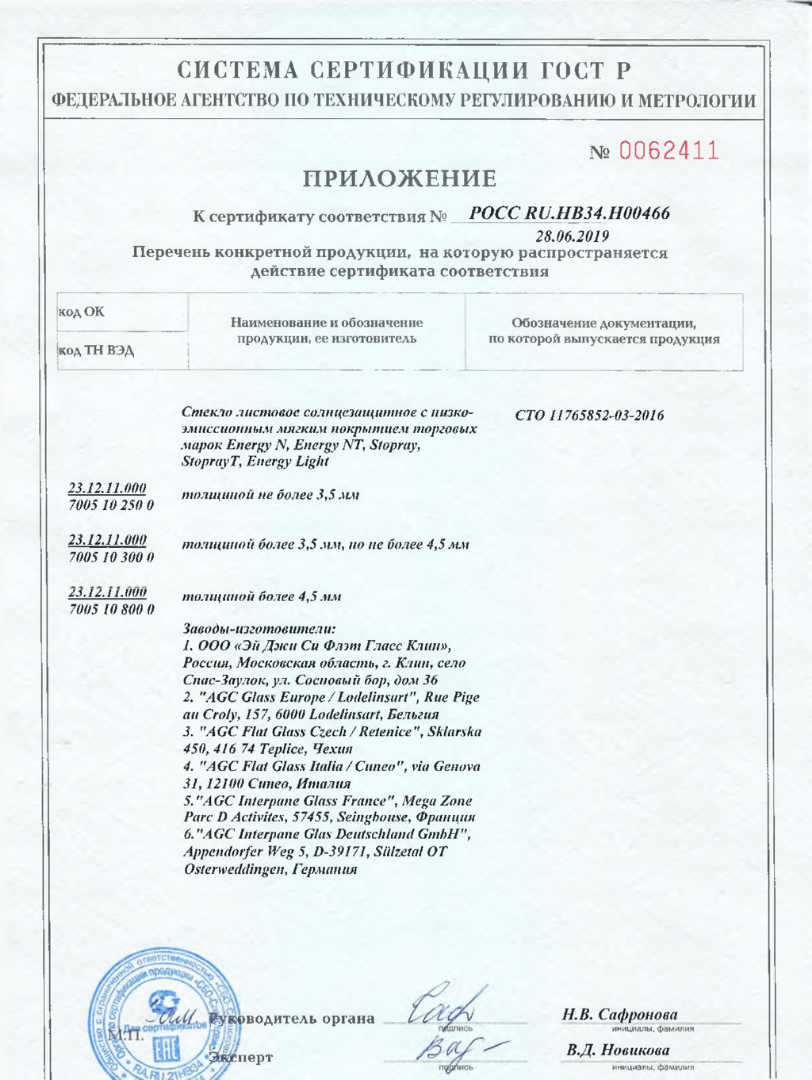 СИСТЕМА СЕРТИФИКАЦИИ ГОСТ Р
ФЕДЕРАЛЬНОЕ АГЕНТСТВО ПО ТЕХНИЧЕСКОМУ РЕГУЛИРОВАНИЮ И МЕТРОЛОГИИ
№ 0062411
ПРИЛОЖЕНИЕ
К сертификату соответствия № РОСС RU.НВ34.Н00466
28.06.2019
Перечень конкретной продукции, на которую распространяется
действие сертификата соответствия
код ОК
код ТН ВЭД
Наименование и обозначение
продукции, ее изготовитель
Обозначение документации,
по которой выпускается продукция
Стекло листовое солнцезащитное с низко-
эмиссионным мягким покрытием торговых
марок Energy N, Energy NT, Stopray,
StoprayT, Energy Light
СТО 11765852-03-2016
23.12.11.000
7005 10 250 0
толщиной не более 3,5 мм
23.12.11.000
7005 10 300 0
толщиной более 3,5 мм, но не более 4,5 мм
23.12.11.000
7005 10 800 0
толщиной более 4,5 мм
Заводы-изготовители:
1. ООО «Эй Джи Си Флэт Гласс Клин»,
Россия, Московская область, г. Клин, село
Спас-Заулок, ул. Сосновый бор, дом 36
2. "AGC Glass Europe / Lodelinsart", Rue Pige
au Croly, 157, 6000 Lodelinsart, Бельгия
3. "AGC Flat Glass Czech / Retenice", Sklarska
450, 416 74 Teplice, Чехия
4. "AGC Flat Glass Italia / Cuneo", via Genova
31, 12100 Cuneo, Италия
5."AGC Interpane Glass France", Mega Zone
Parc D Activites, 57455, Seingbouse, Франция
6."AGC Interpane Glas Deutschland GmbH",
Appendorfer Weg 5, D-39171, Sülzetal OT
Osterweddingen, Германия
Руководитель органа
подпись
Н.В. Сафронова
инициалы, фамилия
М.П.
Для сертификатов
EAC
RA.RU.21НВ34
Эксперт
подпись
В.Д. Новикова
инициалы, фамилия